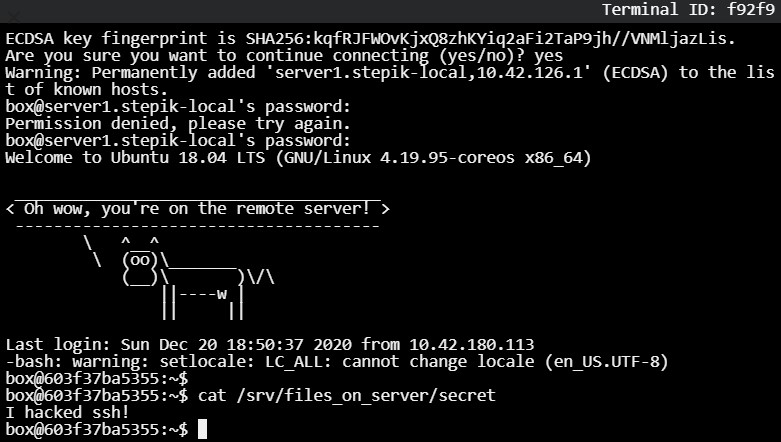 Terminal ID: f92f9
ECDSA key fingerprint is SHA256:kqfRJFWOvKjxQ8zhKYiq2aFi2TaP9jh//VNMljazLis.
Are you sure you want to continue connecting (yes/no)? yes
Warning: Permanently added 'server1.stepik-local,10.42.126.1' (ECDSA) to the lis
t of known hosts.
box@server1.stepik-local's password:
Permission denied, please try again.
box@server1.stepik-local's password:
Welcome to Ubuntu 18.04 LTS (GNU/Linux 4.19.95-coreos x86_64)
 ______________________________________
< Oh wow, you're on the remote server! >
 --------------------------------------
        \   ^__^
         \  (oo)\_______
            (__)\       )\/\
                ||----w |
                ||     ||
Last login: Sun Dec 20 18:50:37 2020 from 10.42.180.113
-bash: warning: setlocale: LC_ALL: cannot change locale (en_US.UTF-8)
box@603f37ba5355:~$
box@603f37ba5355:~$ cat /srv/files_on_server/secret
I hacked ssh!
box@603f37ba5355:~$